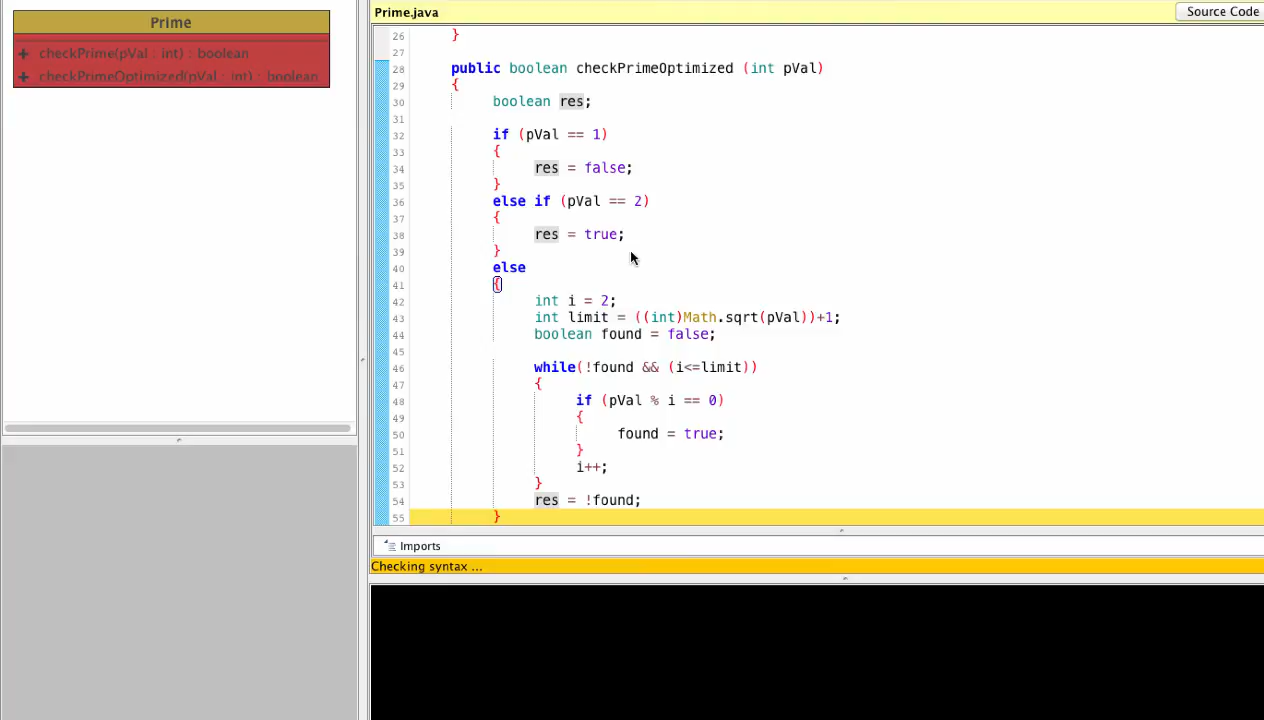 Prime
+ checkPrime(pVal : int) : boolean
+ checkPrimeOptimized(pVal : int) : boolean
Prime.java
Source Code
26 }
27
28 public boolean checkPrimeOptimized (int pVal)
29 {
30 boolean res;
31
32 if (pVal == 1)
33 {
34 res = false;
35 }
36 else if (pVal == 2)
37 {
38 res = true;
39 }
40 else
41 {
42 int i = 2;
43 int limit = ((int)Math.sqrt(pVal))+1;
44 boolean found = false;
45
46 while(!found && (i<=limit))
47 {
48 if (pVal % i == 0)
49 {
50 found = true;
51 }
52 i++;
53 }
54 res = !found;
55 }
Imports
Checking syntax ...